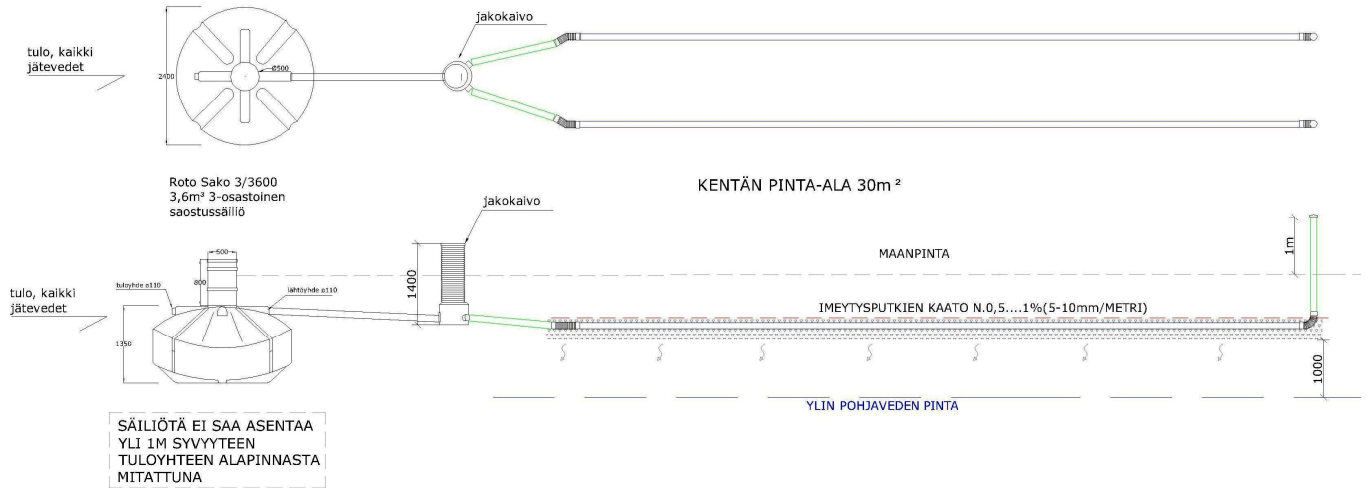 jakokaivo
tulo, kaikki
jätevedet
2400
Ø500
Roto Sako 3/3600
3,6m³ 3-osastoinen
saostussäiliö
KENTÄN PINTA-ALA 30m²
jakokaivo
500
800
1400
MAANPINTA
1m
tuloyhde ø110
lähtöyhde ø110
tulo, kaikki
jätevedet
IMEYTYSPUTKIEN KAATO N.0,5....1%(5-10mm/METRI)
1350
1000
YLIN POHJAVEDEN PINTA
SÄILIÖTÄ EI SAA ASENTAA
YLI 1M SYVYYTEEN
TULOYHTEEN ALAPINNASTA
MITATTUNA